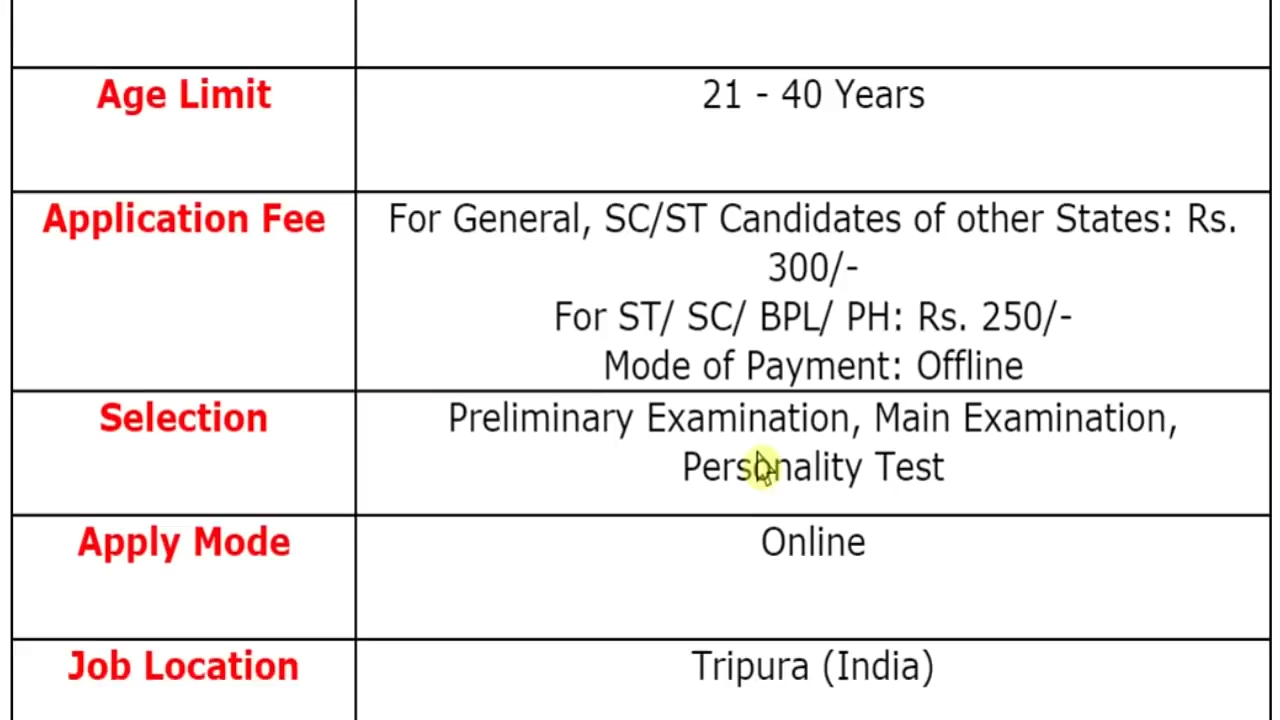 Age Limit
21 - 40 Years
Application Fee
For General, SC/ST Candidates of other States: Rs.
300/-
For ST/ SC/ BPL/ PH: Rs. 250/-
Mode of Payment: Offline
Selection
Preliminary Examination, Main Examination,
Personality Test
Apply Mode
Online
Job Location
Tripura (India)